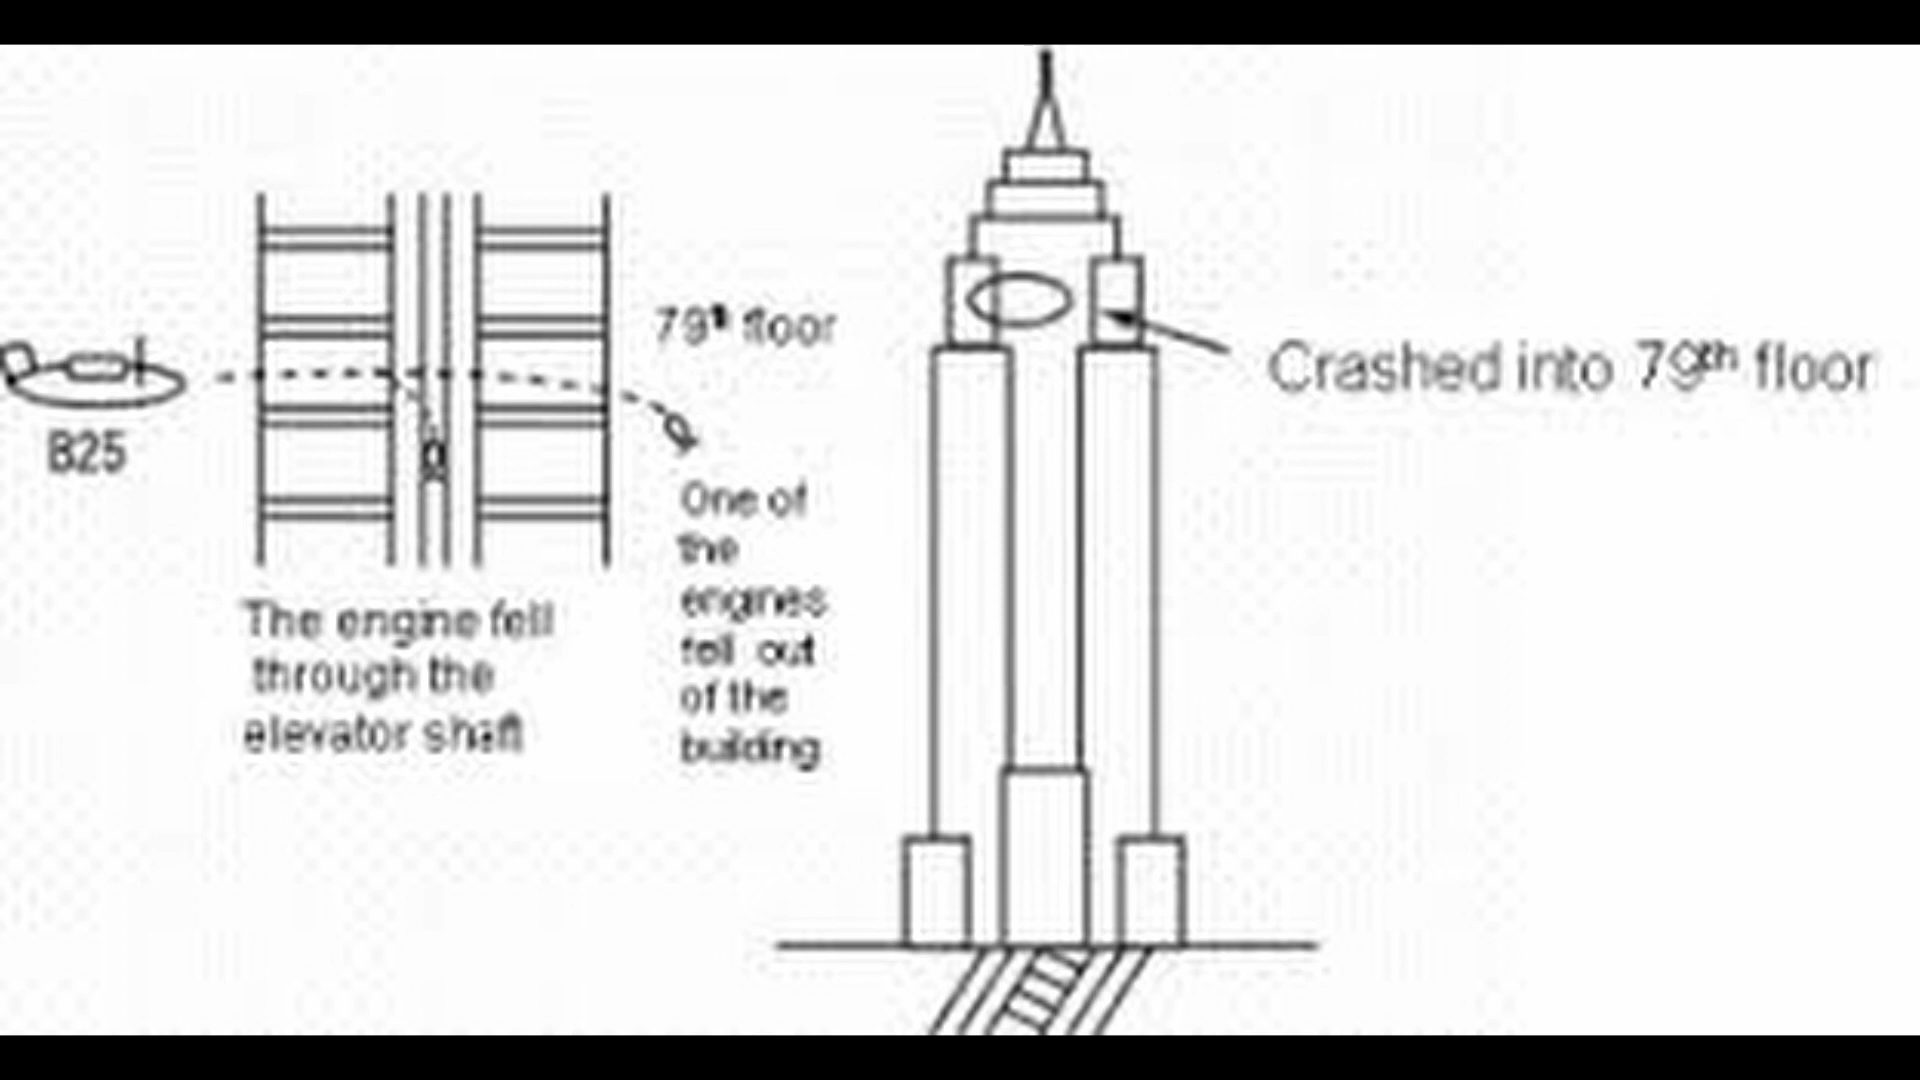 79th floor
Crashed into 79th floor
B25
One of
the
engines
fell out
of the
building
The engine fell
through the
elevator shaft